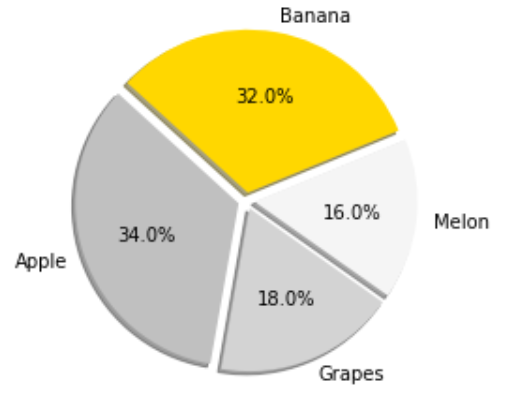 Banana
32.0%
16.0%
Melon
34.0%
Apple
18.0%
Grapes